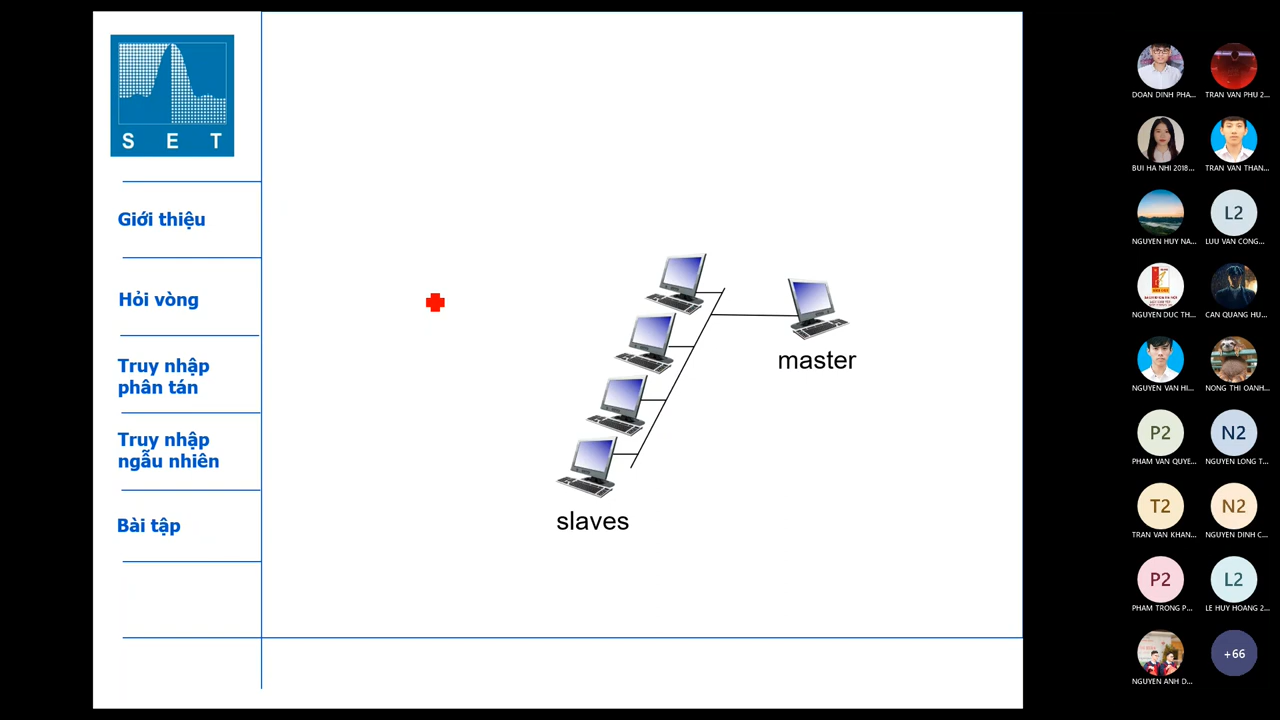 S E T
Giới thiệu
Hỏi vòng
Truy nhập
phân tán
Truy nhập
ngẫu nhiên
Bài tập
master
slaves
DOAN DINH PHA...
TRAN VAN PHU 2...
BUI HA NHI 2018...
TRAN VAN THAN...
NGUYEN HUY NA...
L2
LUU VAN CONG...
NGUYEN DUC TH...
CAN QUANG HU...
NGUYEN VAN HI...
NONG THI OANH...
P2
PHAM VAN QUYE...
N2
NGUYEN LONG T...
T2
TRAN VAN KHAN...
N2
NGUYEN DINH C...
P2
PHAM TRONG P...
L2
LE HUY HOANG 2...
NGUYEN ANH D...
+66